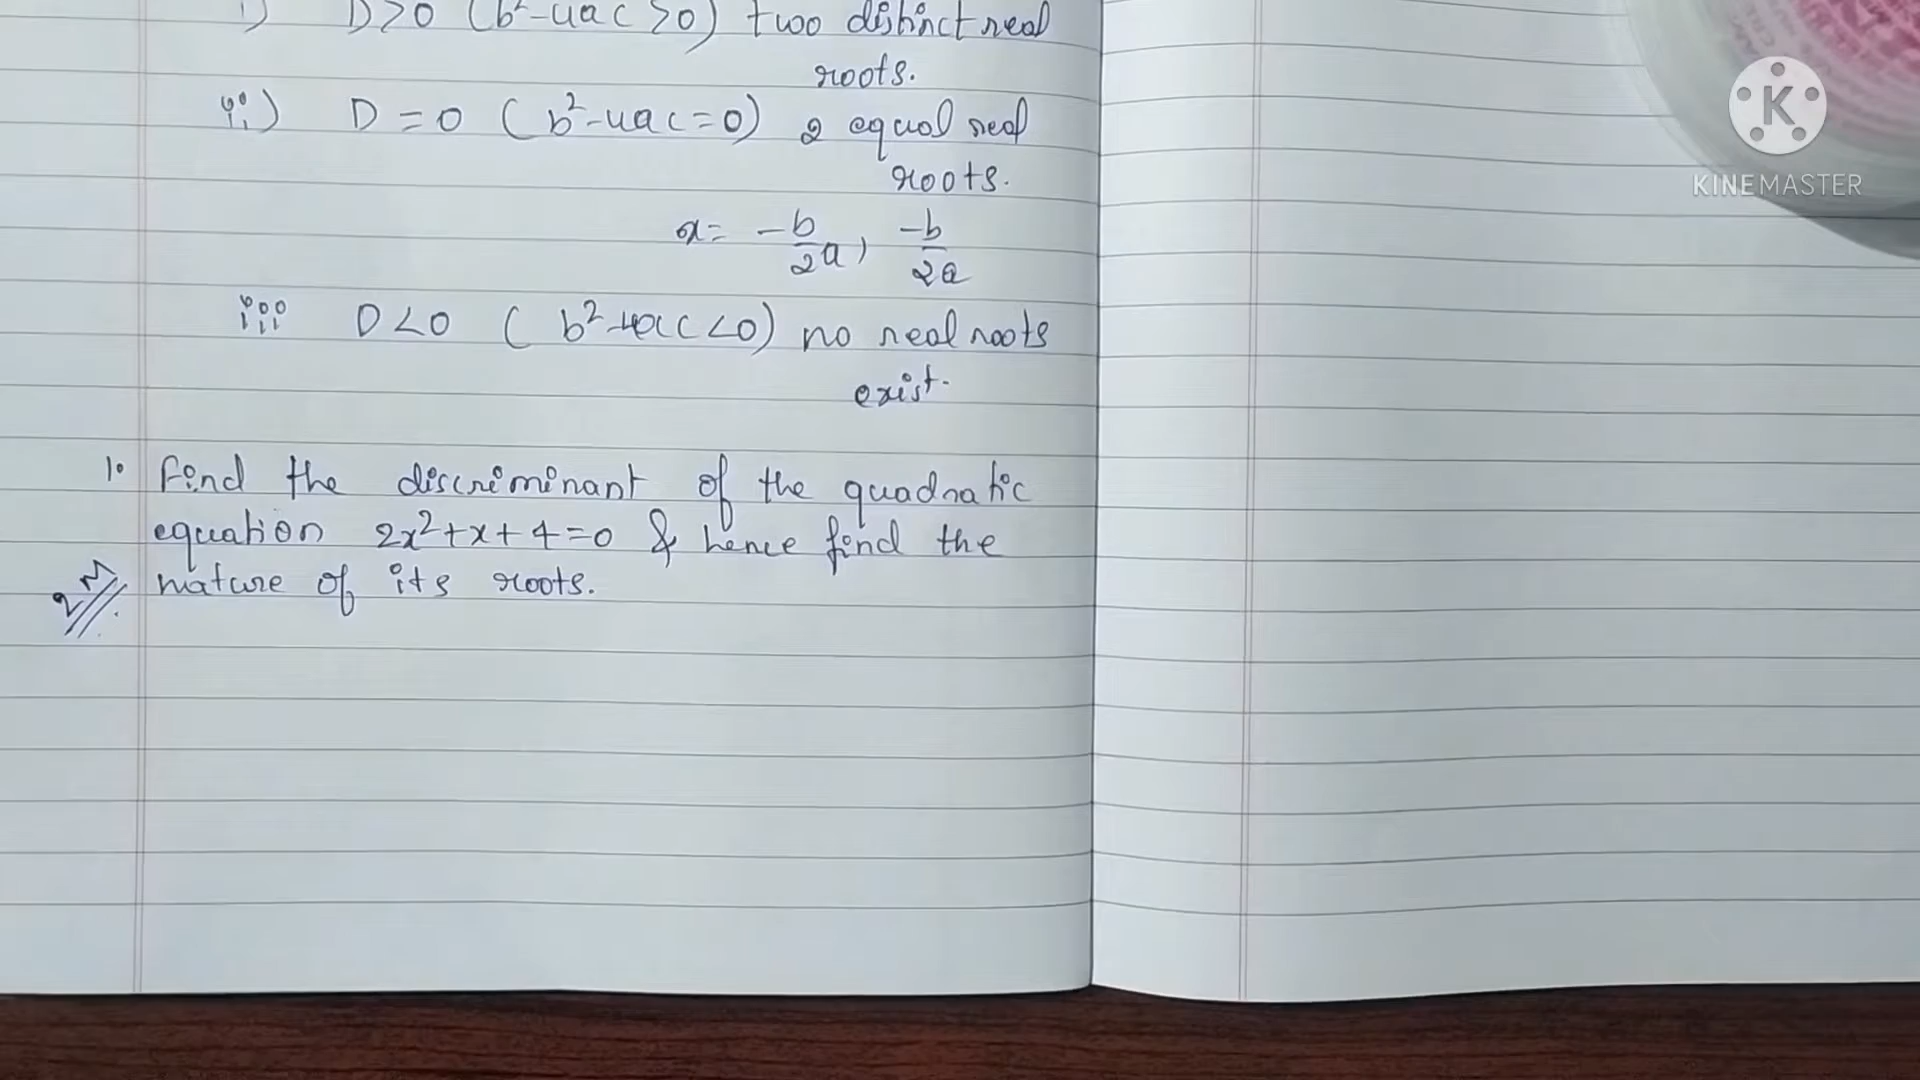 i) D>0 (b²-4ac>0) two distinct real
roots.
ii) D=0 (b²-4ac=0) 2 equal real
roots.
x= -b/2a, -b/2a
iii D<0 (b²-4ac<0) no real roots
exist.
1. Find the discriminant of the quadratic
equation 2x²+x+4=0 & hence find the
2M nature of its roots.
K
KINEMASTER